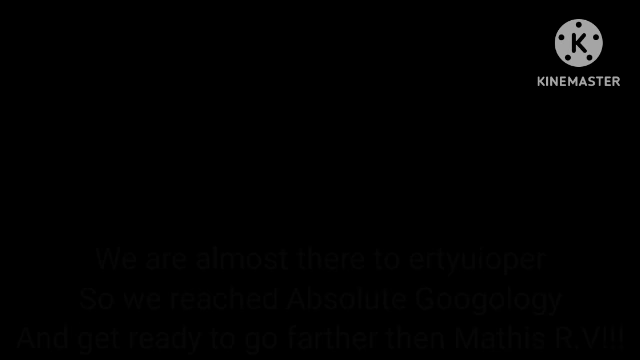 KINEMASTER
We are almost there to ertyuioper
So we reached Absolute Googology
And get ready to go farther then Mathis R.V!!!